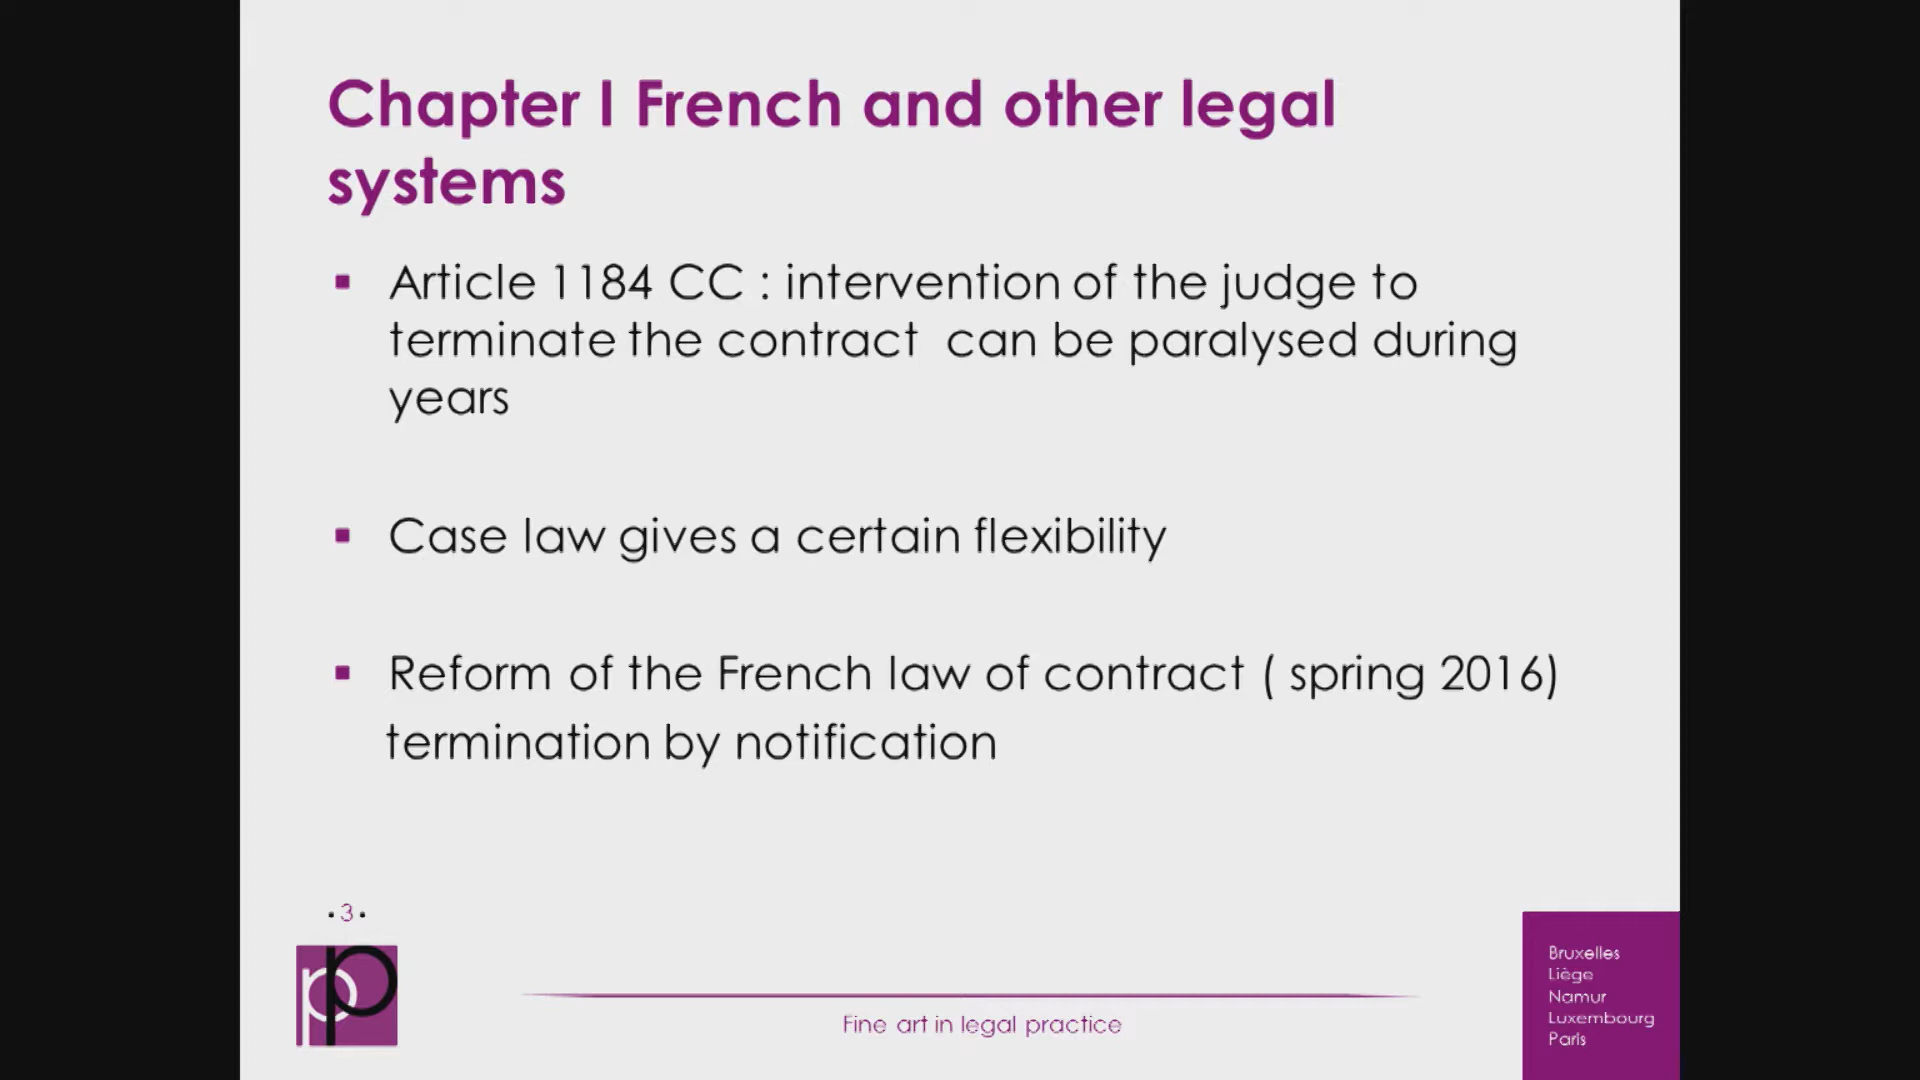 Chapter I French and other legal
systems
▪ Article 1184 CC : intervention of the judge to
terminate the contract  can be paralysed during
years
▪ Case law gives a certain flexibility
▪ Reform of the French law of contract ( spring 2016)
termination by notification
•3•
pp
Fine art in legal practice
Bruxelles
Liège
Namur
Luxembourg
Paris